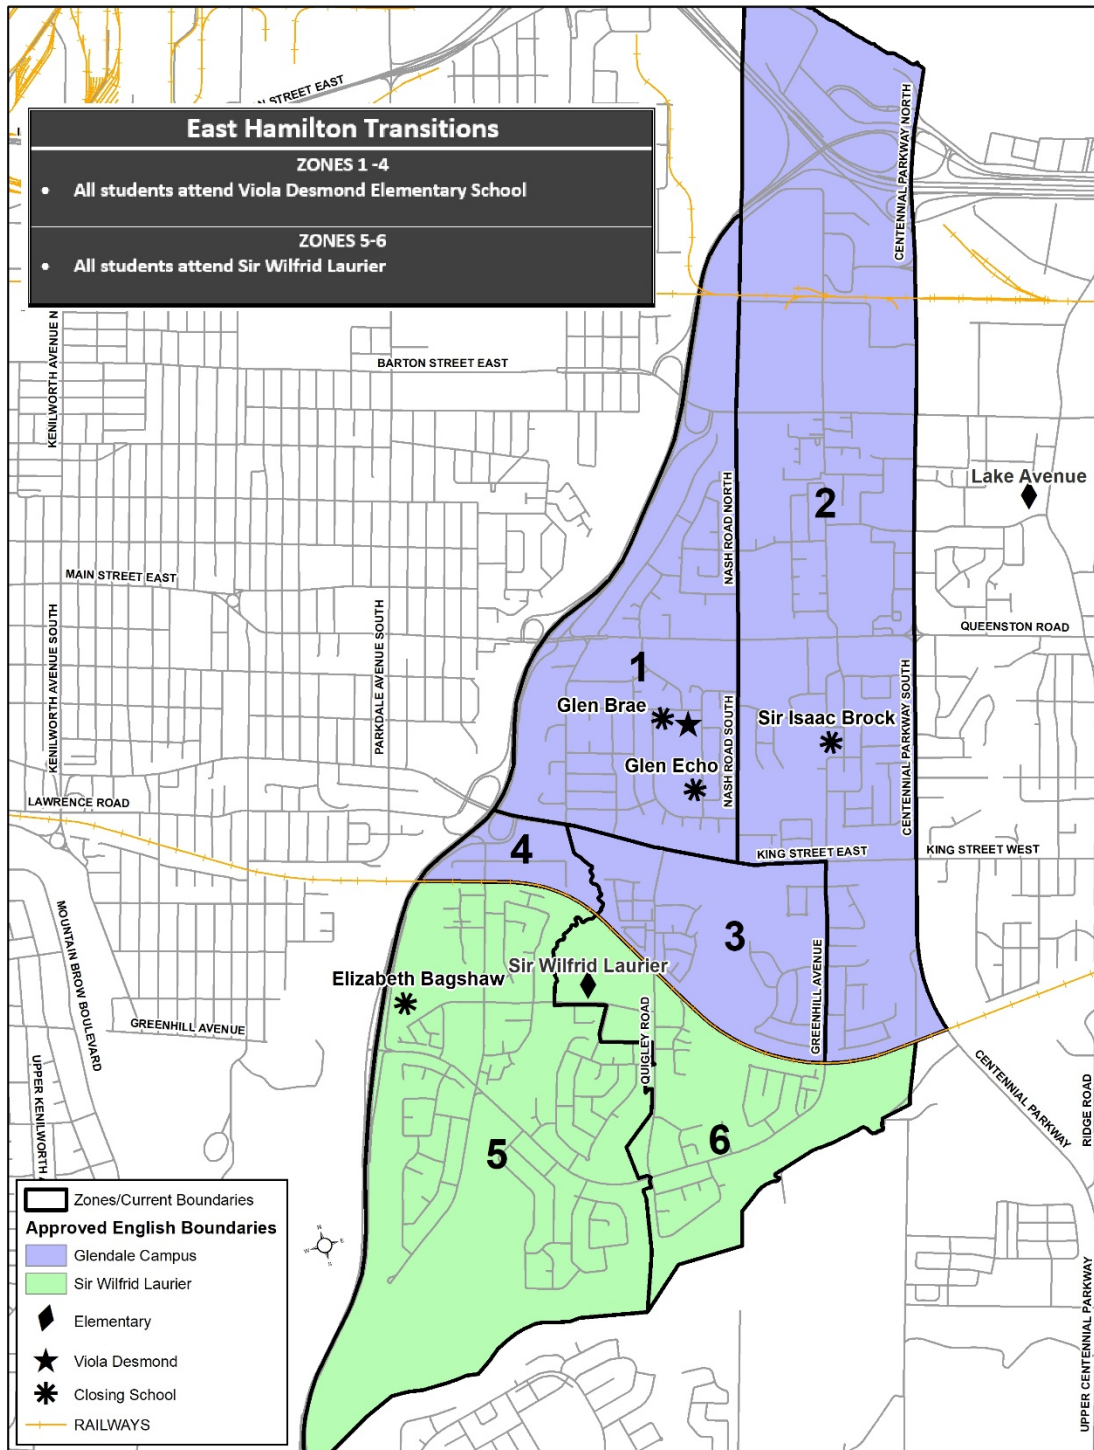 N STREET EAST
East Hamilton Transitions
ZONES 1 -4
• All students attend Viola Desmond Elementary School
ZONES 5-6
• All students attend Sir Wilfrid Laurier
CENTENNIAL PARKWAY NORTH
KENILWORTH AVENUE N
BARTON STREET EAST
Lake Avenue
2
NASH ROAD NORTH
MAIN STREET EAST
KENILWORTH AVENUE SOUTH
PARKDALE AVENUE SOUTH
QUEENSTON ROAD
1
Glen Brae
Sir Isaac Brock
NASH ROAD SOUTH
CENTENNIAL PARKWAY SOUTH
Glen Echo
LAWRENCE ROAD
4
KING STREET EAST
KING STREET WEST
3
MOUNTAIN BROW BOULEVARD
Sir Wilfrid Laurier
Elizabeth Bagshaw
GREENHILL AVENUE
GREENHILL AVENUE
QUIGLEY ROAD
UPPER KENILWORTH A
CENTENNIAL PARKWAY
RIDGE ROAD
5
6
UPPER CENTENNIAL PARKWAY
Zones/Current Boundaries
Approved English Boundaries
Glendale Campus
Sir Wilfrid Laurier
Elementary
Viola Desmond
Closing School
RAILWAYS
N
W
E
S